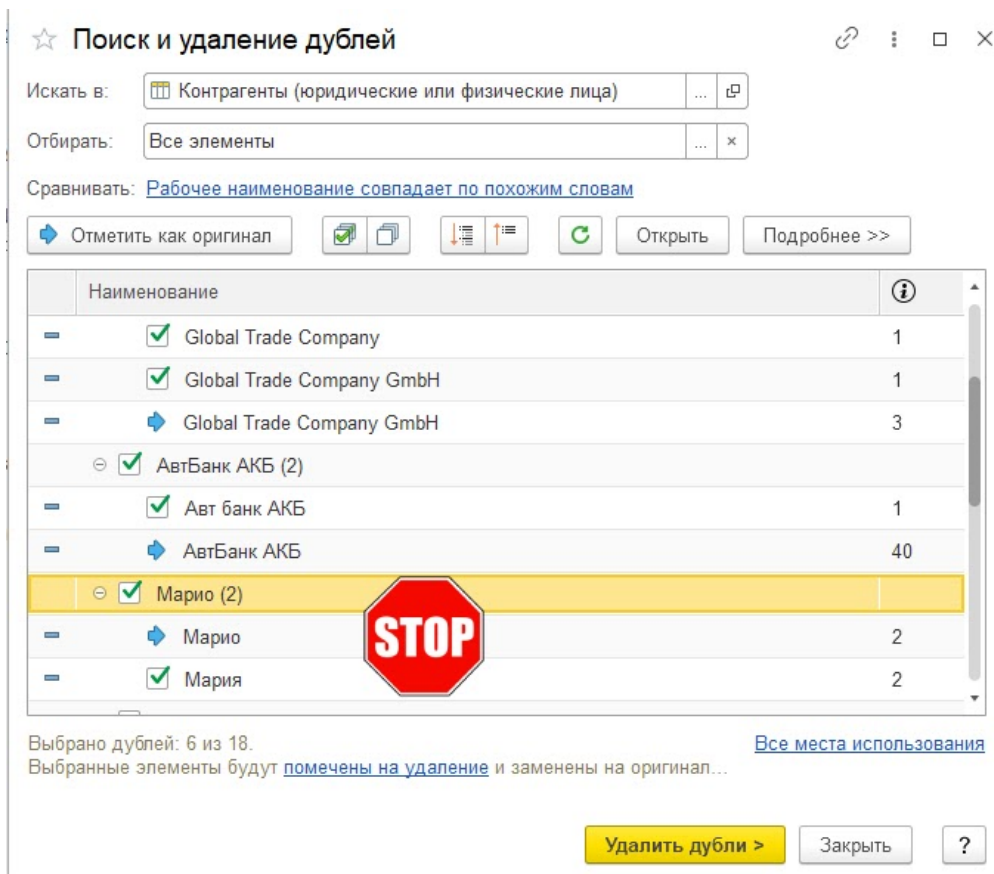 Поиск и удаление дублей
Искать в: Контрагенты (юридические или физические лица) ...
Отбирать: Все элементы ... ×
Сравнивать: Рабочее наименование совпадает по похожим словам
Отметить как оригинал Открыть Подробнее >>
Наименование
Global Trade Company 1
Global Trade Company GmbH 1
Global Trade Company GmbH 3
АвтБанк АКБ (2)
Авт банк АКБ 1
АвтБанк АКБ 40
Марио (2)
STOP
Марио 2
Мария 2
Выбрано дублей: 6 из 18. Все места использования
Выбранные элементы будут помечены на удаление и заменены на оригинал...
Удалить дубли > Закрыть ?